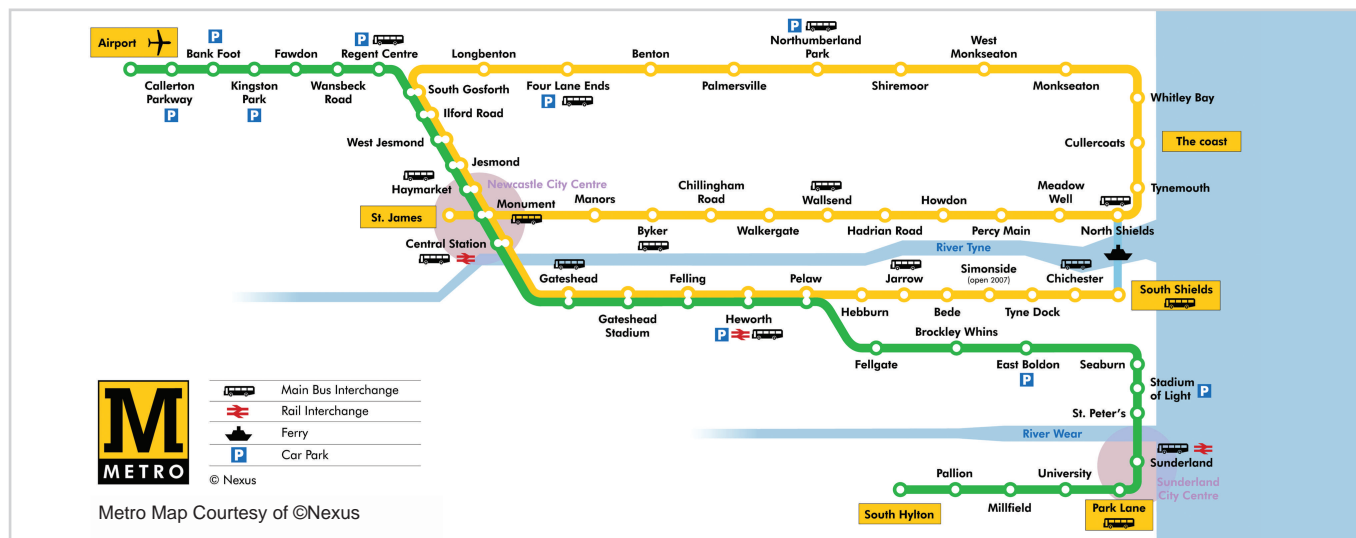 Airport
Bank Foot
Fawdon
Regent Centre
Callerton
Parkway
Kingston
Park
Wansbeck
Road
Longbenton
Benton
Northumberland
Park
West
Monkseaton
South Gosforth
Four Lane Ends
Palmersville
Shiremoor
Monkseaton
Ilford Road
Whitley Bay
West Jesmond
Cullercoats
The coast
Jesmond
Haymarket
Newcastle City Centre
Tynemouth
St. James
Monument
Manors
Chillingham
Road
Wallsend
Howdon
Meadow
Well
Byker
Walkergate
Hadrian Road
Percy Main
North Shields
Central Station
River Tyne
Gateshead
Felling
Pelaw
Jarrow
Simonside
(open 2007)
Chichester
South Shields
Gateshead
Stadium
Heworth
Hebburn
Bede
Tyne Dock
Brockley Whins
Fellgate
East Boldon
Seaburn
Stadium
of Light
St. Peter's
River Wear
Sunderland
Sunderland
City Centre
Pallion
University
South Hylton
Millfield
Park Lane
M
METRO
Main Bus Interchange
Rail Interchange
Ferry
P Car Park
© Nexus
Metro Map Courtesy of ©Nexus